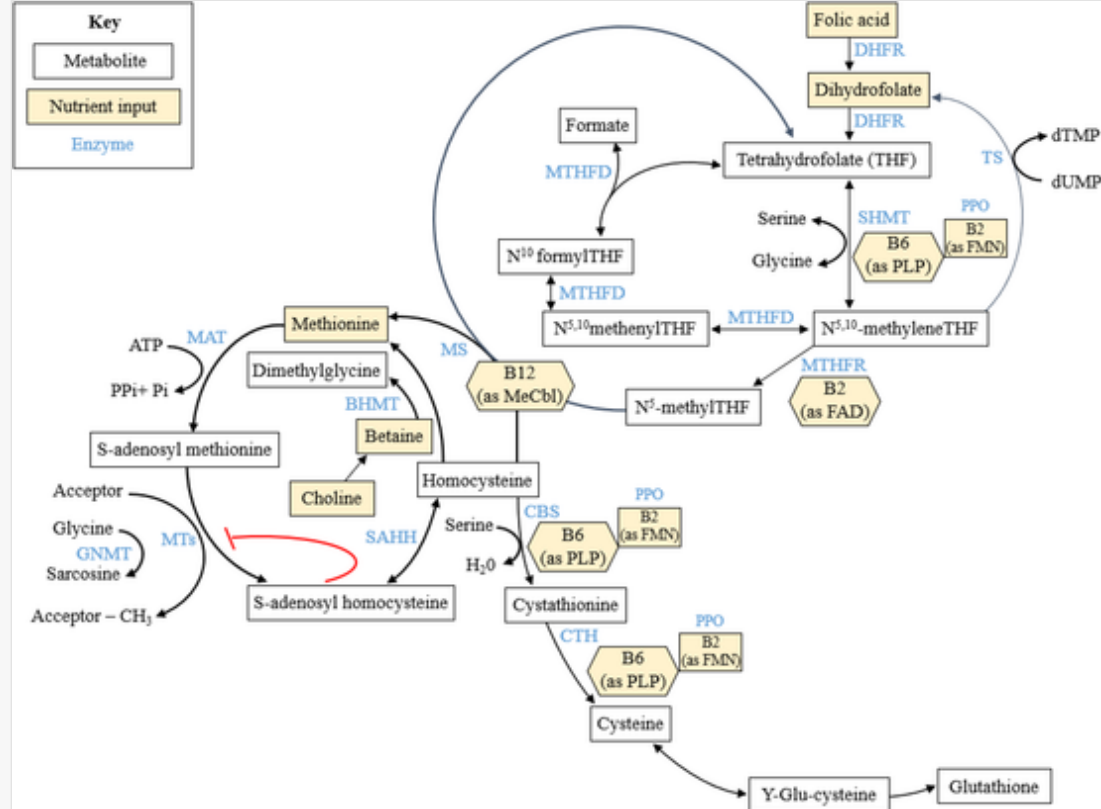 Key
Metabolite
Nutrient input
Enzyme
Folic acid
DHFR
Dihydrofolate
DHFR
Formate
MTHFD
Tetrahydrofolate (THF)
TS
dTMP
dUMP
Serine
Glycine
SHMT
B6
(as PLP)
PPO
B2
(as FMN)
N¹⁰ formylTHF
MTHFD
N⁵,¹⁰methenylTHF
MTHFD
N⁵,¹⁰-methyleneTHF
MTHFR
B2
(as FAD)
N⁵-methylTHF
Methionine
MS
B12
(as MeCbl)
MAT
ATP
PPi+ Pi
Dimethylglycine
BHMT
Betaine
Choline
S-adenosyl methionine
Homocysteine
Acceptor
Glycine
GNMT
Sarcosine
MTs
Acceptor – CH₃
SAHH
S-adenosyl homocysteine
Serine
H₂0
CBS
B6
(as PLP)
PPO
B2
(as FMN)
Cystathionine
CTH
B6
(as PLP)
PPO
B2
(as FMN)
Cysteine
Y-Glu-cysteine
Glutathione